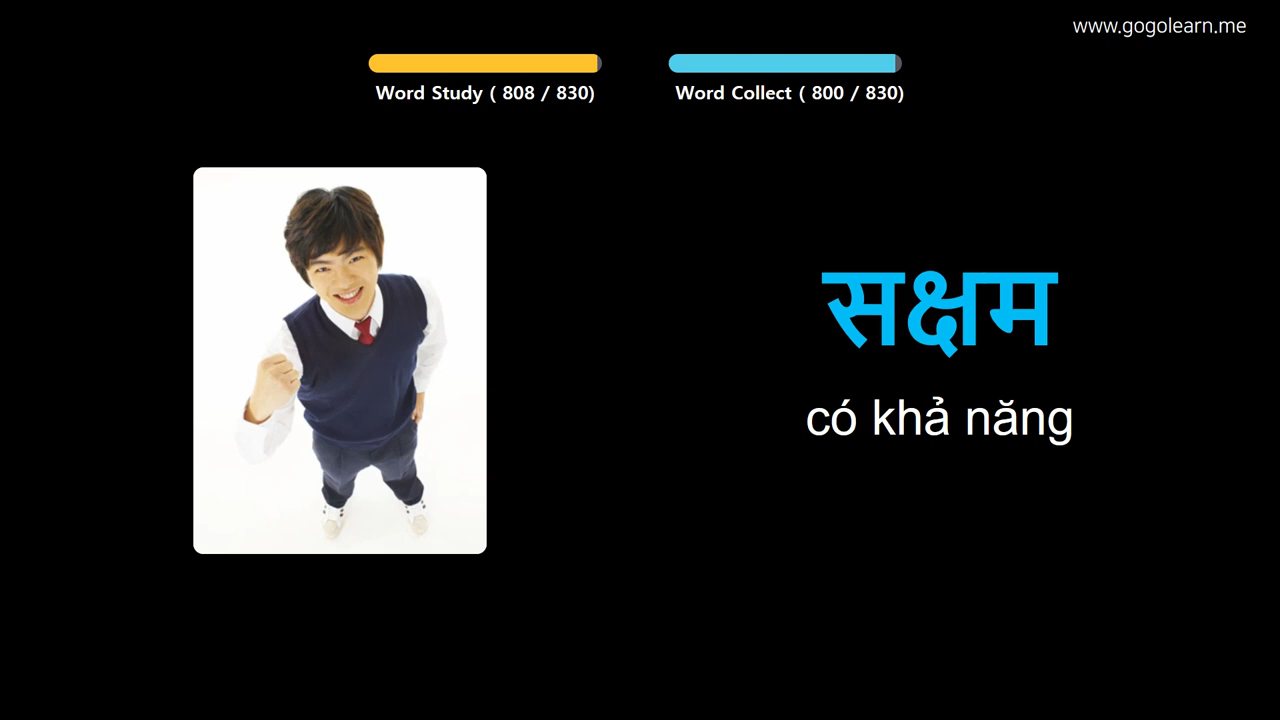 www.gogolearn.me
Word Study ( 808 / 830)
Word Collect ( 800 / 830)
सक्षम
có khả năng